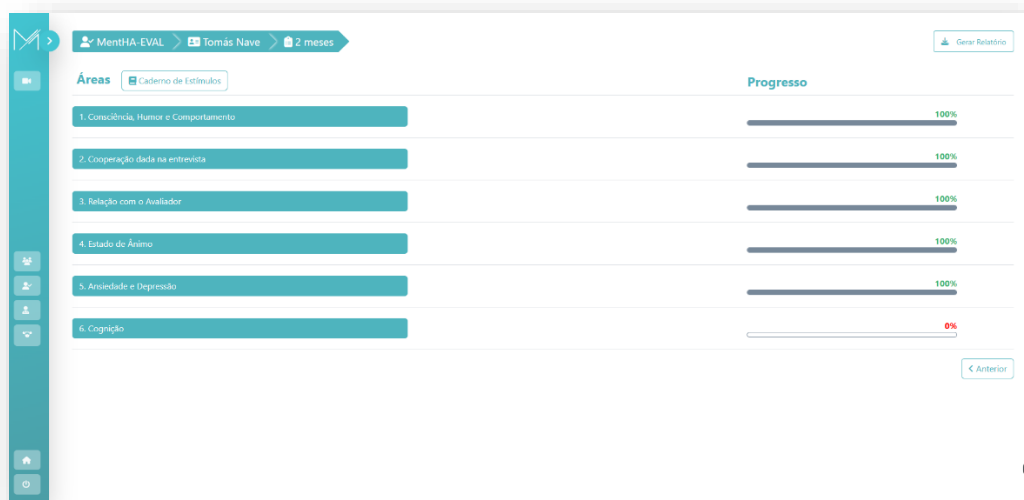 MentHA-EVAL Tomás Nave 2 meses
Gerar Relatório
Áreas Caderno de Estímulos
Progresso
1. Consciência, Humor e Comportamento
100%
2. Cooperação dada na entrevista
100%
3. Relação com o Avaliador
100%
4. Estado de Ânimo
100%
5. Ansiedade e Depressão
100%
6. Cognição
0%
Anterior